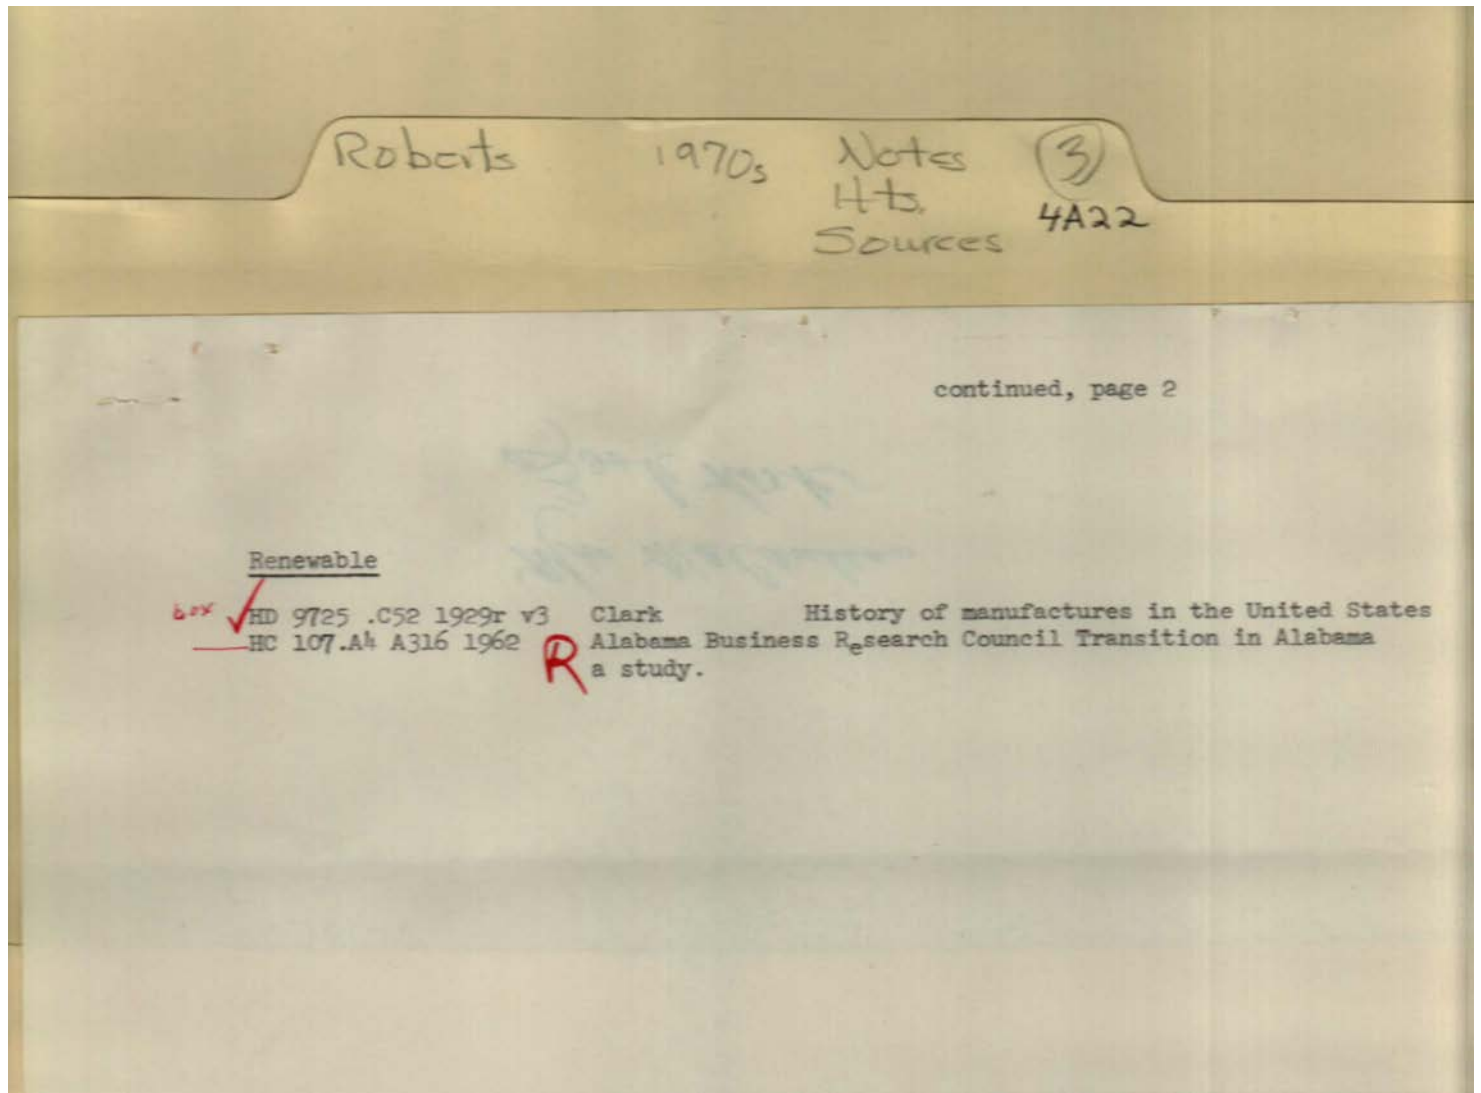 Roberts 1970s Notes 3
Hts.
4A22
Sources
continued, page 2
Renewable
box HD 9725 .C52 1929r v3 Clark History of manufactures in the United States
HC 107.A4 A316 1962 R Alabama Business Research Council Transition in Alabama
a study.